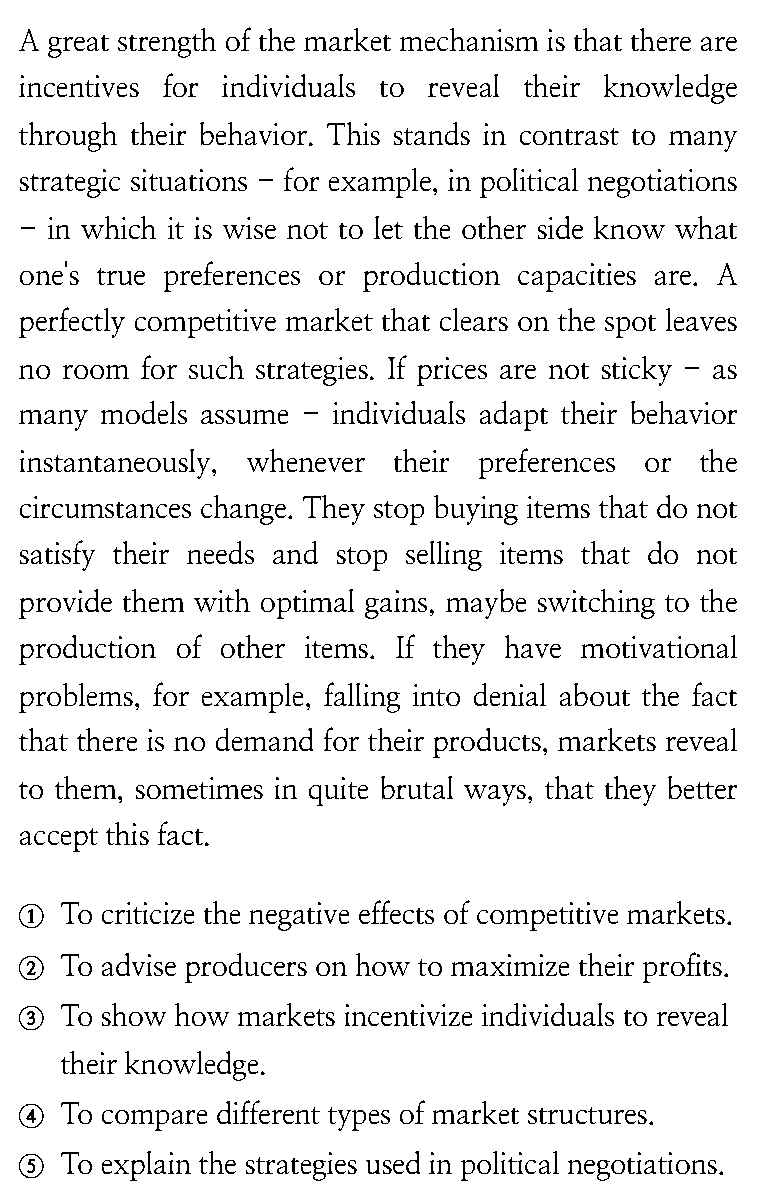 A great strength of the market mechanism is that there are
incentives for individuals to reveal their knowledge
through their behavior. This stands in contrast to many
strategic situations - for example, in political negotiations
- in which it is wise not to let the other side know what
one's true preferences or production capacities are. A
perfectly competitive market that clears on the spot leaves
no room for such strategies. If prices are not sticky - as
many models assume - individuals adapt their behavior
instantaneously, whenever their preferences or the
circumstances change. They stop buying items that do not
satisfy their needs and stop selling items that do not
provide them with optimal gains, maybe switching to the
production of other items. If they have motivational
problems, for example, falling into denial about the fact
that there is no demand for their products, markets reveal
to them, sometimes in quite brutal ways, that they better
accept this fact.
① To criticize the negative effects of competitive markets.
② To advise producers on how to maximize their profits.
③ To show how markets incentivize individuals to reveal
their knowledge.
④ To compare different types of market structures.
⑤ To explain the strategies used in political negotiations.